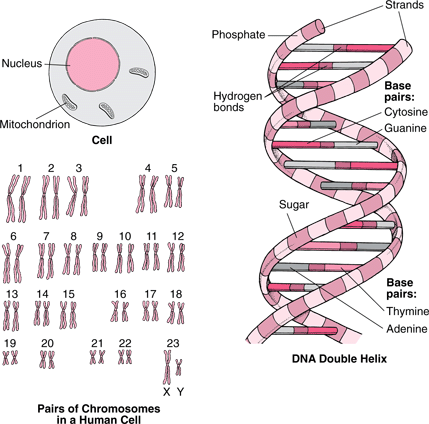 Nucleus
Mitochondrion
Cell
1 2 3 4 5
6 7 8 9 10 11 12
13 14 15 16 17 18
19 20 21 22 23
X Y
Pairs of Chromosomes
in a Human Cell
Strands
Phosphate
Hydrogen
bonds
Base
pairs:
Cytosine
Guanine
Sugar
Base
pairs:
Thymine
Adenine
DNA Double Helix